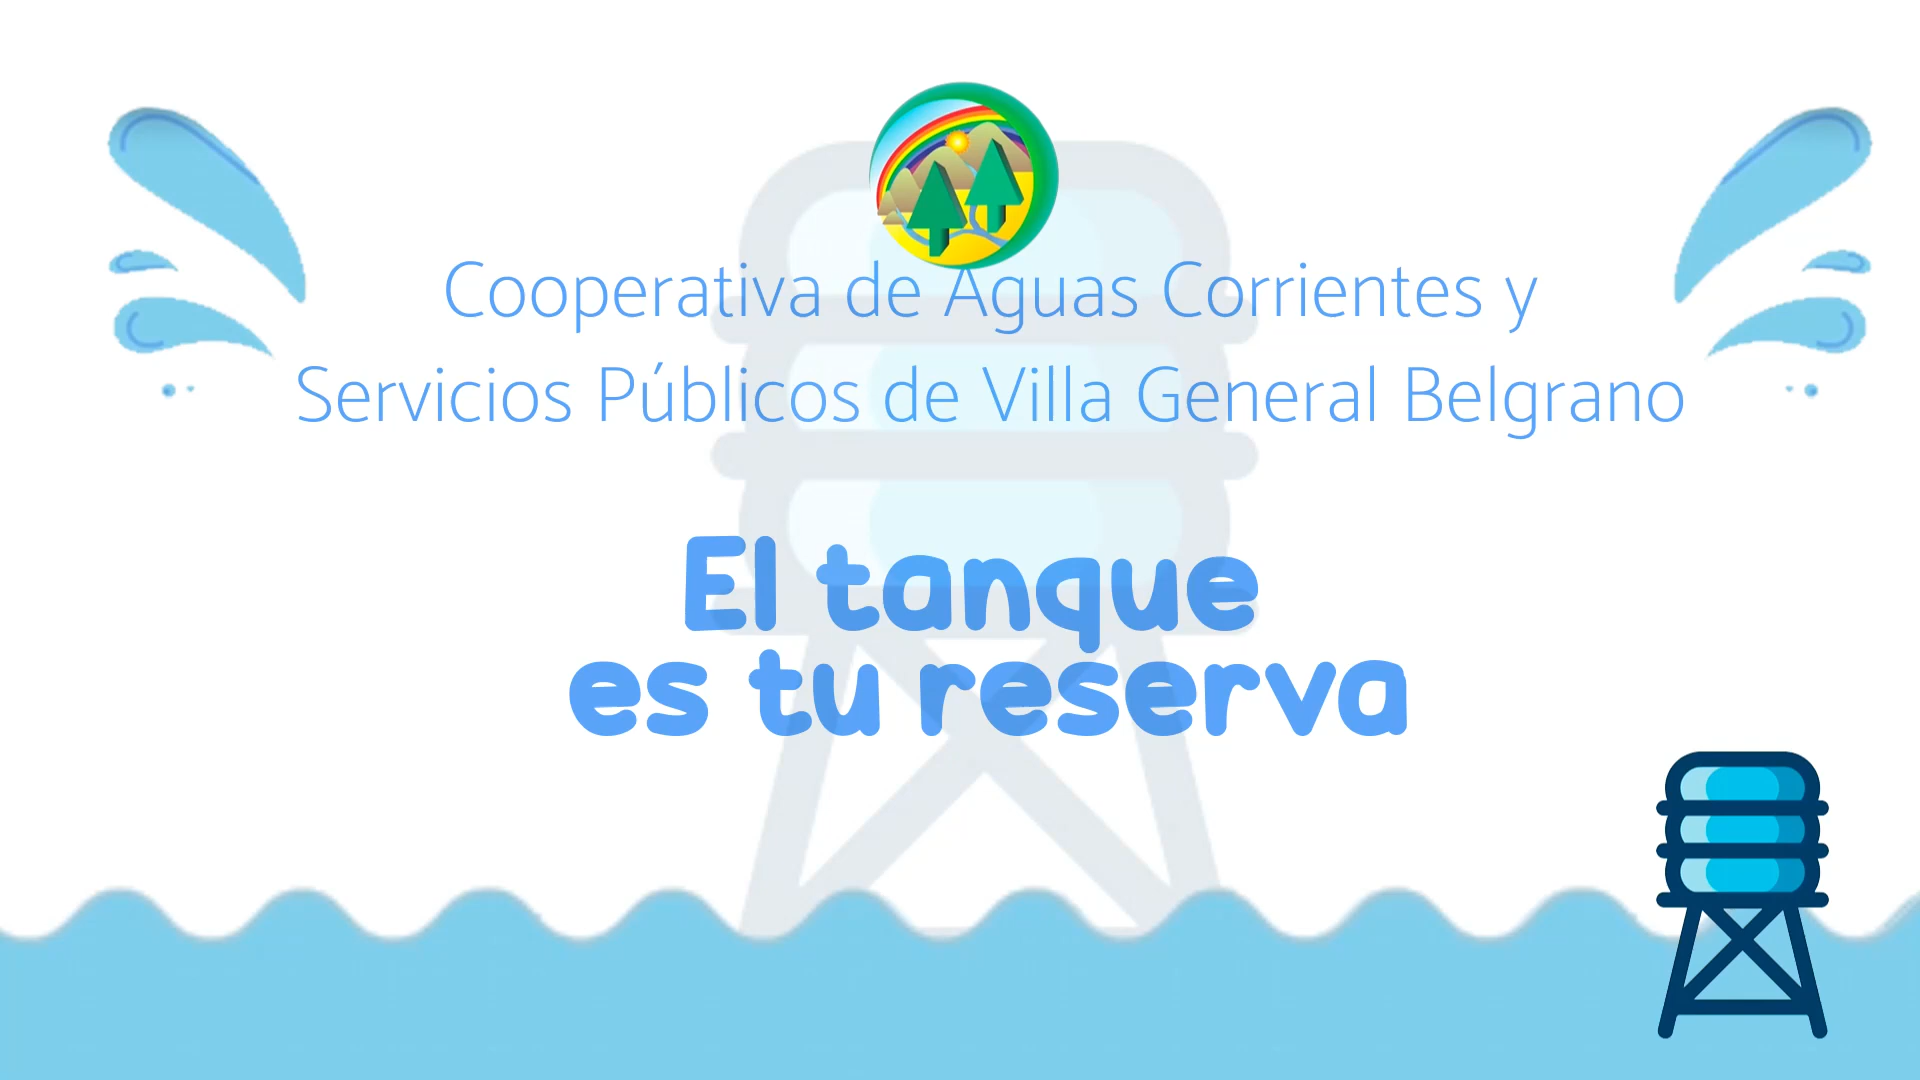 Cooperativa de Aguas Corrientes y
Servicios Públicos de Villa General Belgrano
El tanque
es tu reserva